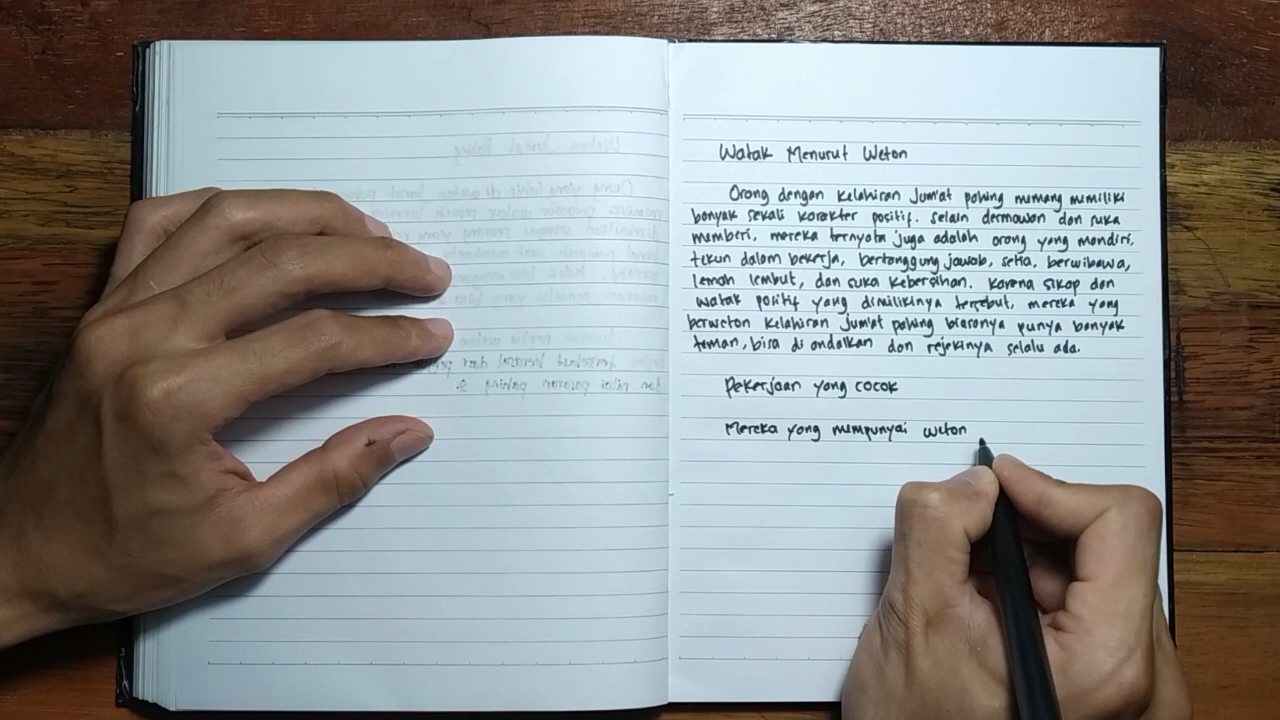 Watak Menurut Weton
Orang dengan kelahiran Jum'at pahing memang memiliki
banyak sekali karakter positif. selain dermawan dan suka
memberi, mereka ternyata juga adalah orang yang mandiri,
tekun dalam bekerja, bertanggung jawab, setia, berwibawa,
lemah lembut, dan suka kebersihan. karena sikap dan
watak positif yang dimilikinya tersebut, mereka yang
berweton kelahiran jum'at pahing biasanya punya banyak
teman, bisa di andalkan dan rejekinya selalu ada.
Pekerjaan yang cocok
Mereka yang mempunyai weton